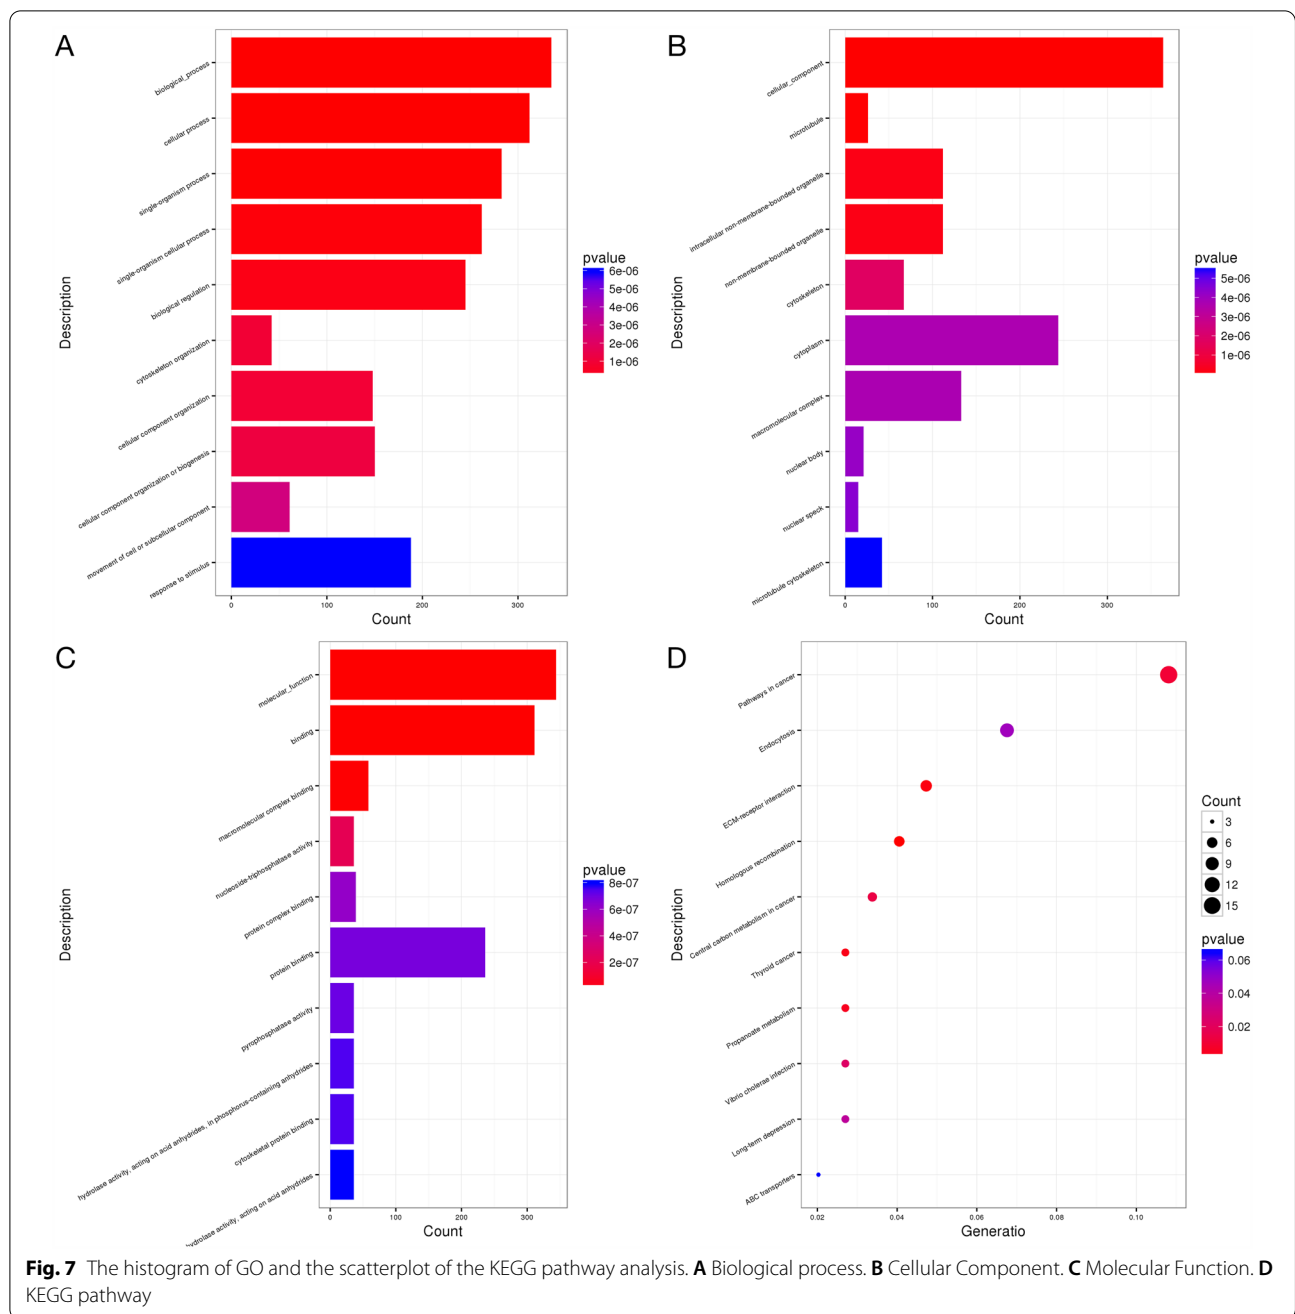 A
biological_process
cellular process
single-organism process
single-organism cellular process
biological regulation
cytoskeleton organization
cellular component organization
cellular component organization or biogenesis
movement of cell or subcellular component
response to stimulus
Description
0 100 200 300
Count
pvalue
6e-06
5e-06
4e-06
3e-06
2e-06
1e-06
B
cellular_component
microtubule
intracellular non-membrane-bounded organelle
non-membrane-bounded organelle
cytoskeleton
cytoplasm
macromolecular complex
nuclear body
nuclear speck
microtubule cytoskeleton
Description
0 100 200 300
Count
pvalue
5e-06
4e-06
3e-06
2e-06
1e-06
C
molecular_function
binding
macromolecular complex binding
nucleoside-triphosphatase activity
protein complex binding
protein binding
pyrophosphatase activity
hydrolase activity, acting on acid anhydrides, in phosphorus-containing anhydrides
cytoskeletal protein binding
hydrolase activity, acting on acid anhydrides
Description
0 100 200 300
Count
pvalue
8e-07
6e-07
4e-07
2e-07
D
Pathways in cancer
Endocytosis
ECM-receptor interaction
Homologous recombination
Central carbon metabolism in cancer
Thyroid cancer
Propanoate metabolism
Vibrio cholerae infection
Long-term depression
ABC transporters
Description
0.02 0.04 0.06 0.08 0.10
Generatio
Count
3
6
9
12
15
pvalue
0.06
0.04
0.02
Fig. 7 The histogram of GO and the scatterplot of the KEGG pathway analysis. A Biological process. B Cellular Component. C Molecular Function. D
KEGG pathway